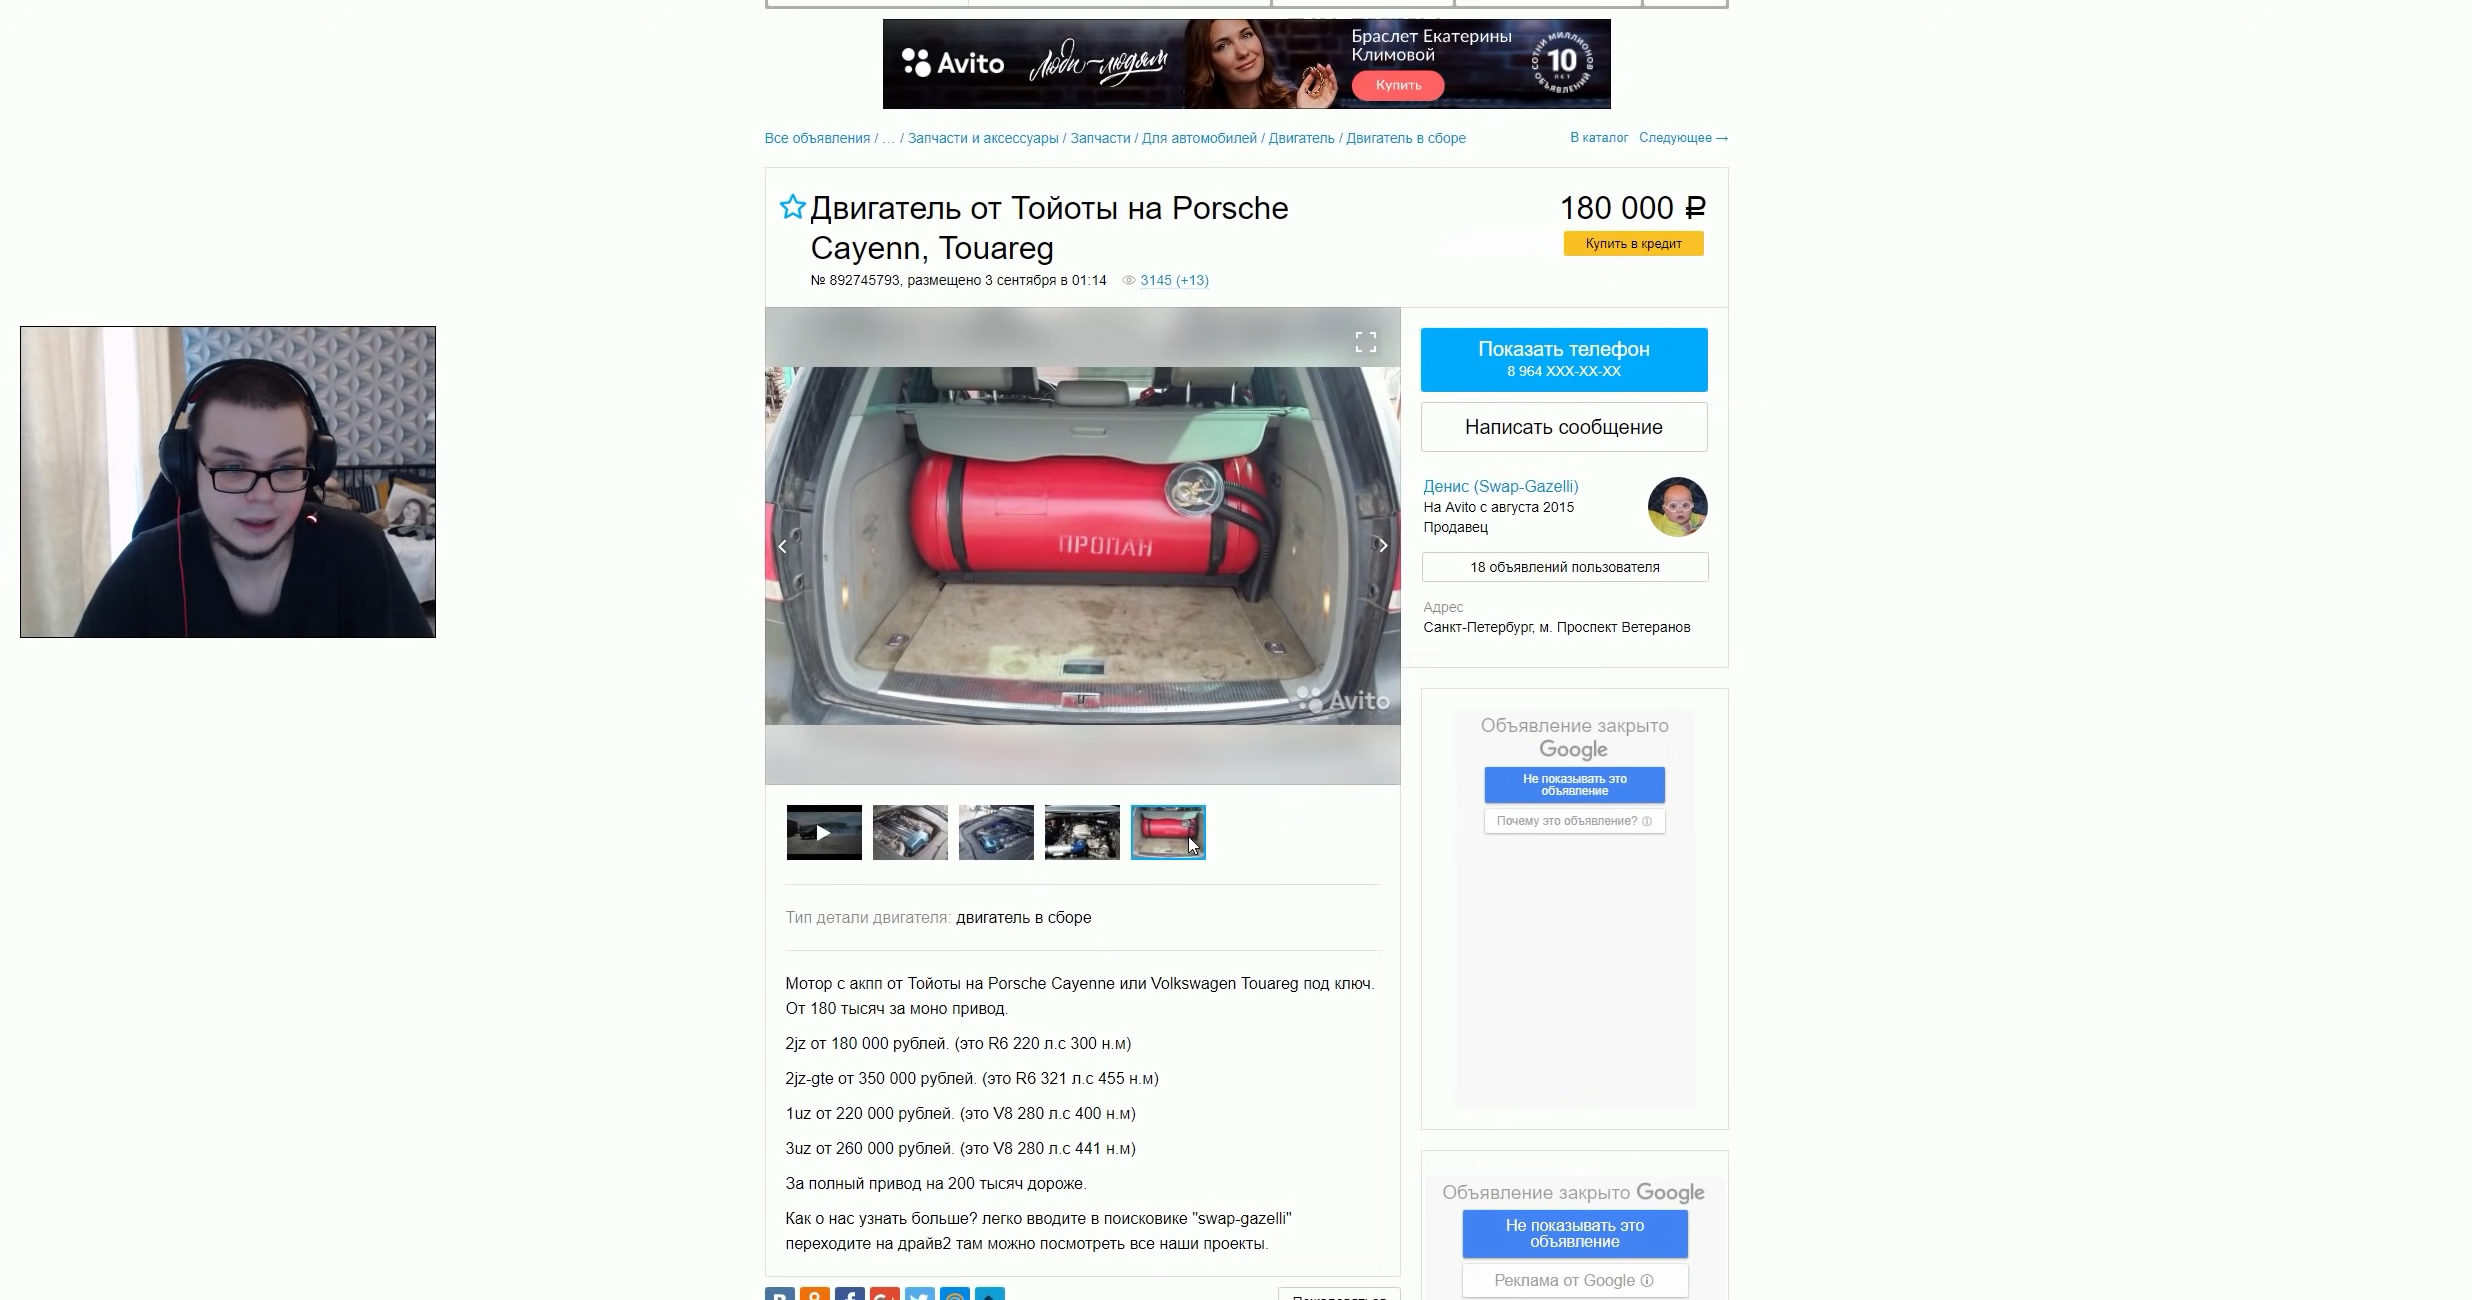 Avito
Люди—людям
Браслет Екатерины
Климовой
Купить
СОТНИ МИЛЛИОНОВ
10
ЛЕТ
ОБЪЯВЛЕНИЙ
Все объявления / ... / Запчасти и аксессуары / Запчасти / Для автомобилей / Двигатель / Двигатель в сборе
В каталог Следующее →
Двигатель от Тойоты на Porsche
Cayenn, Touareg
180 000 ₽
Купить в кредит
№ 892745793, размещено 3 сентября в 01:14 3145 (+13)
ПРОПАН
Avito
Показать телефон
8 964 XXX-XX-XX
Написать сообщение
Денис (Swap-Gazelli)
На Avito с августа 2015
Продавец
18 объявлений пользователя
Адрес
Санкт-Петербург, м. Проспект Ветеранов
Объявление закрыто
Google
Не показывать это
объявление
Почему это объявление?
Тип детали двигателя: двигатель в сборе
Мотор с акпп от Тойоты на Porsche Cayenne или Volkswagen Touareg под ключ.
От 180 тысяч за моно привод.
2jz от 180 000 рублей. (это R6 220 л.с 300 н.м)
2jz-gte от 350 000 рублей. (это R6 321 л.с 455 н.м)
1uz от 220 000 рублей. (это V8 280 л.с 400 н.м)
3uz от 260 000 рублей. (это V8 280 л.с 441 н.м)
За полный привод на 200 тысяч дороже.
Как о нас узнать больше? легко вводите в поисковике "swap-gazelli"
переходите на драйв2 там можно посмотреть все наши проекты.
Объявление закрыто Google
Не показывать это
объявление
Реклама от Google